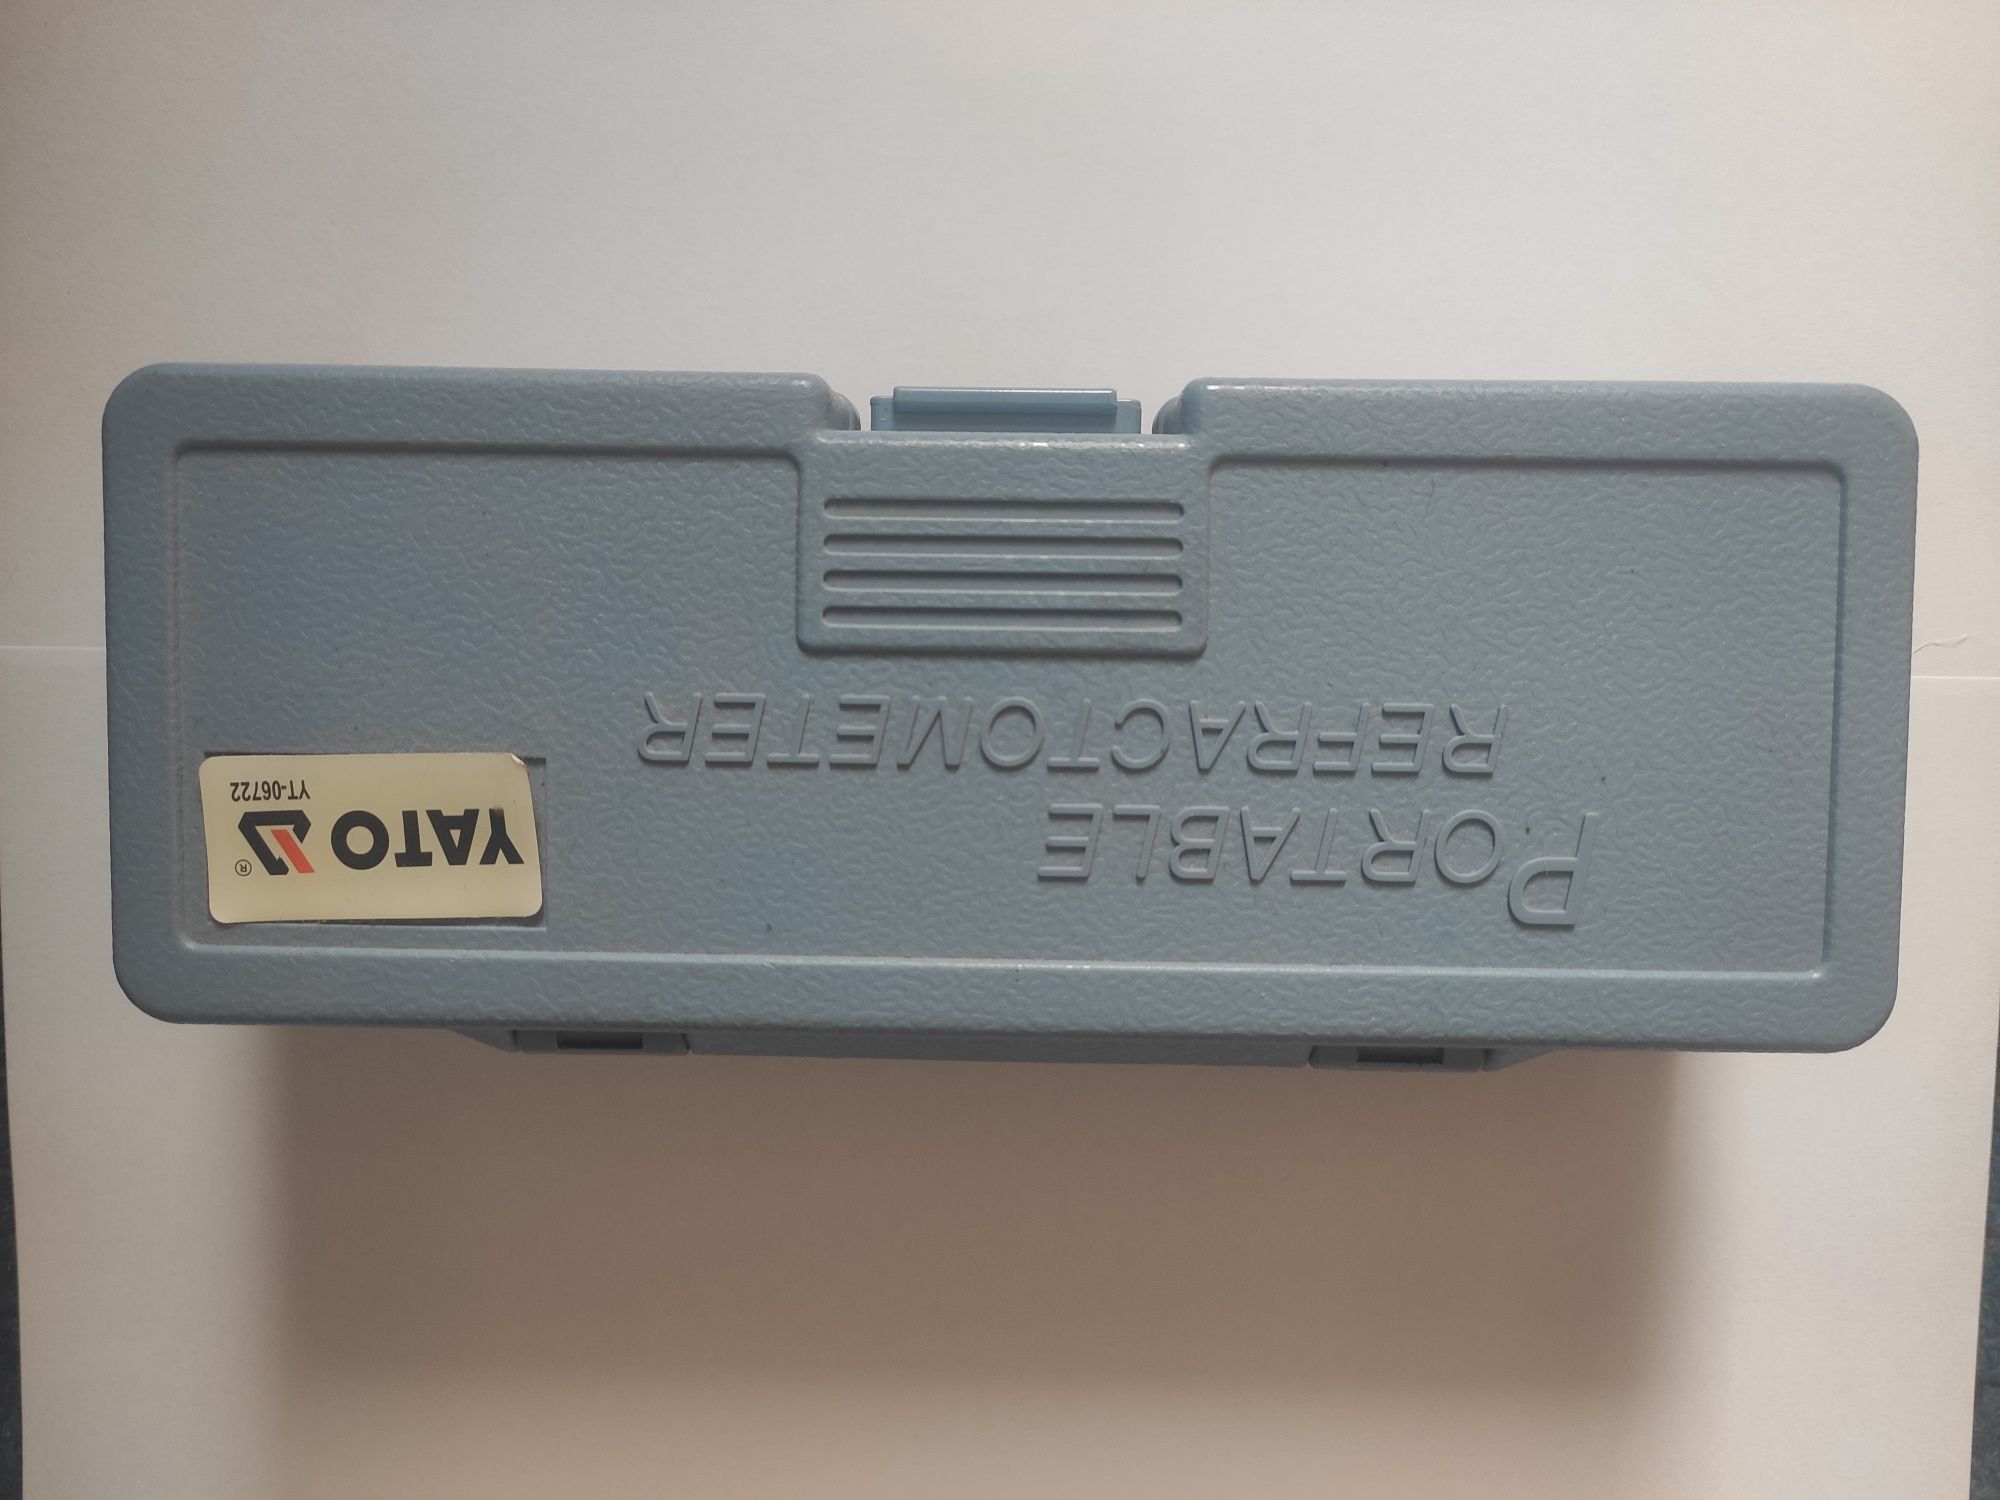 PORTABLE
REFRACTOMETER
YATO ®
YT-06722